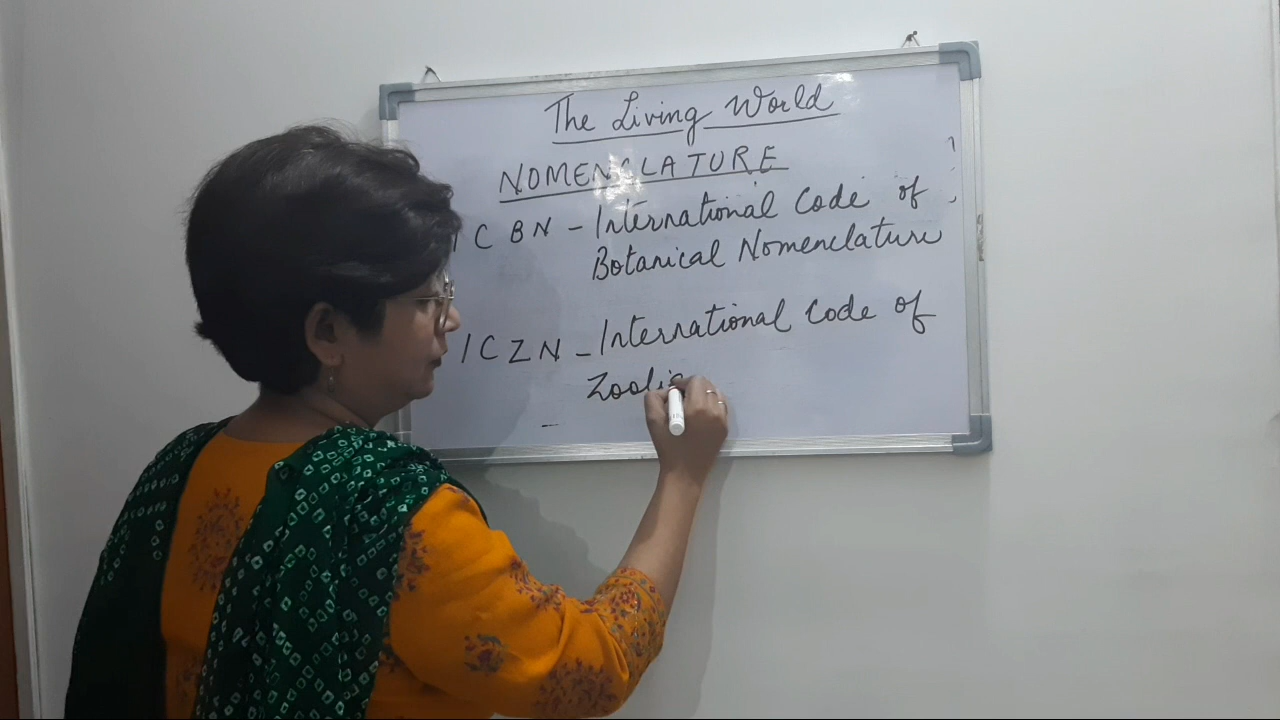 The Living World
NOMENCLATURE
ICBN - International Code of
Botanical Nomenclature
ICZN - International Code of